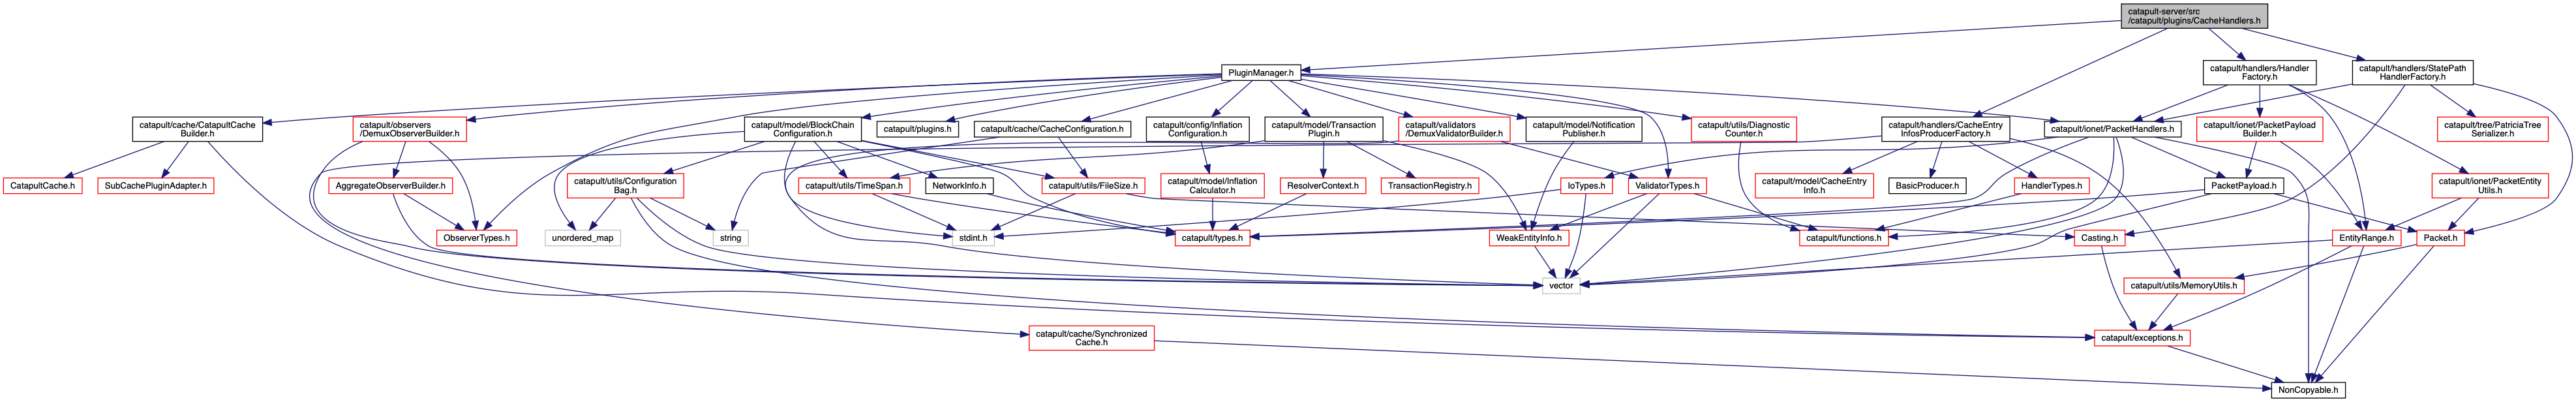 catapult-server/src
/catapult/plugins/CacheHandlers.h
PluginManager.h
catapult/handlers/Handler
Factory.h
catapult/handlers/StatePath
HandlerFactory.h
catapult/cache/CatapultCache
Builder.h
catapult/observers
/DemuxObserverBuilder.h
catapult/model/BlockChain
Configuration.h
catapult/plugins.h
catapult/cache/CacheConfiguration.h
catapult/config/Inflation
Configuration.h
catapult/model/Transaction
Plugin.h
catapult/validators
/DemuxValidatorBuilder.h
catapult/model/Notification
Publisher.h
catapult/utils/Diagnostic
Counter.h
catapult/handlers/CacheEntry
InfosProducerFactory.h
catapult/ionet/PacketHandlers.h
catapult/ionet/PacketPayload
Builder.h
catapult/tree/PatriciaTree
Serializer.h
CatapultCache.h
SubCachePluginAdapter.h
AggregateObserverBuilder.h
catapult/utils/Configuration
Bag.h
catapult/utils/TimeSpan.h
NetworkInfo.h
catapult/utils/FileSize.h
catapult/model/Inflation
Calculator.h
ResolverContext.h
TransactionRegistry.h
IoTypes.h
ValidatorTypes.h
catapult/model/CacheEntry
Info.h
BasicProducer.h
HandlerTypes.h
PacketPayload.h
catapult/ionet/PacketEntity
Utils.h
ObserverTypes.h
unordered_map
string
stdint.h
catapult/types.h
WeakEntityInfo.h
catapult/functions.h
Casting.h
EntityRange.h
Packet.h
vector
catapult/utils/MemoryUtils.h
catapult/cache/Synchronized
Cache.h
catapult/exceptions.h
NonCopyable.h